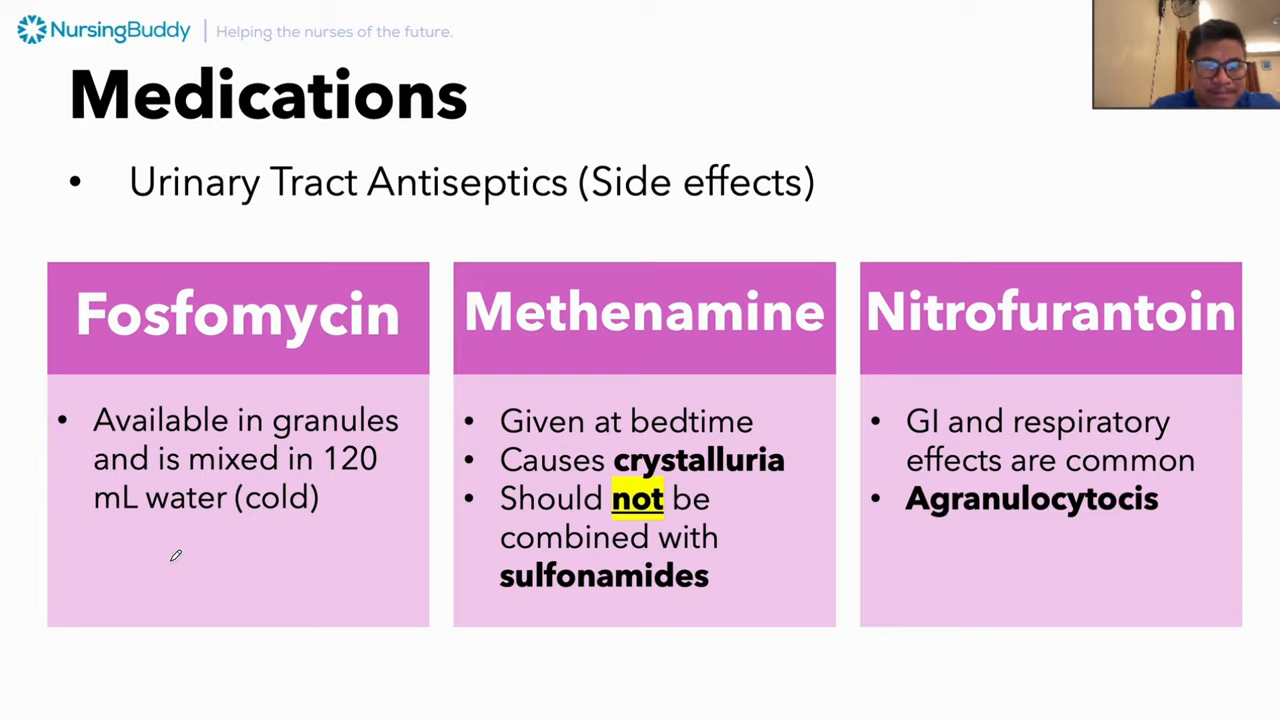 NursingBuddy | Helping the nurses of the future.
Medications
• Urinary Tract Antiseptics (Side effects)
Fosfomycin
• Available in granules
and is mixed in 120
mL water (cold)
Methenamine
• Given at bedtime
• Causes crystalluria
• Should not be
combined with
sulfonamides
Nitrofurantoin
• GI and respiratory
effects are common
• Agranulocytocis